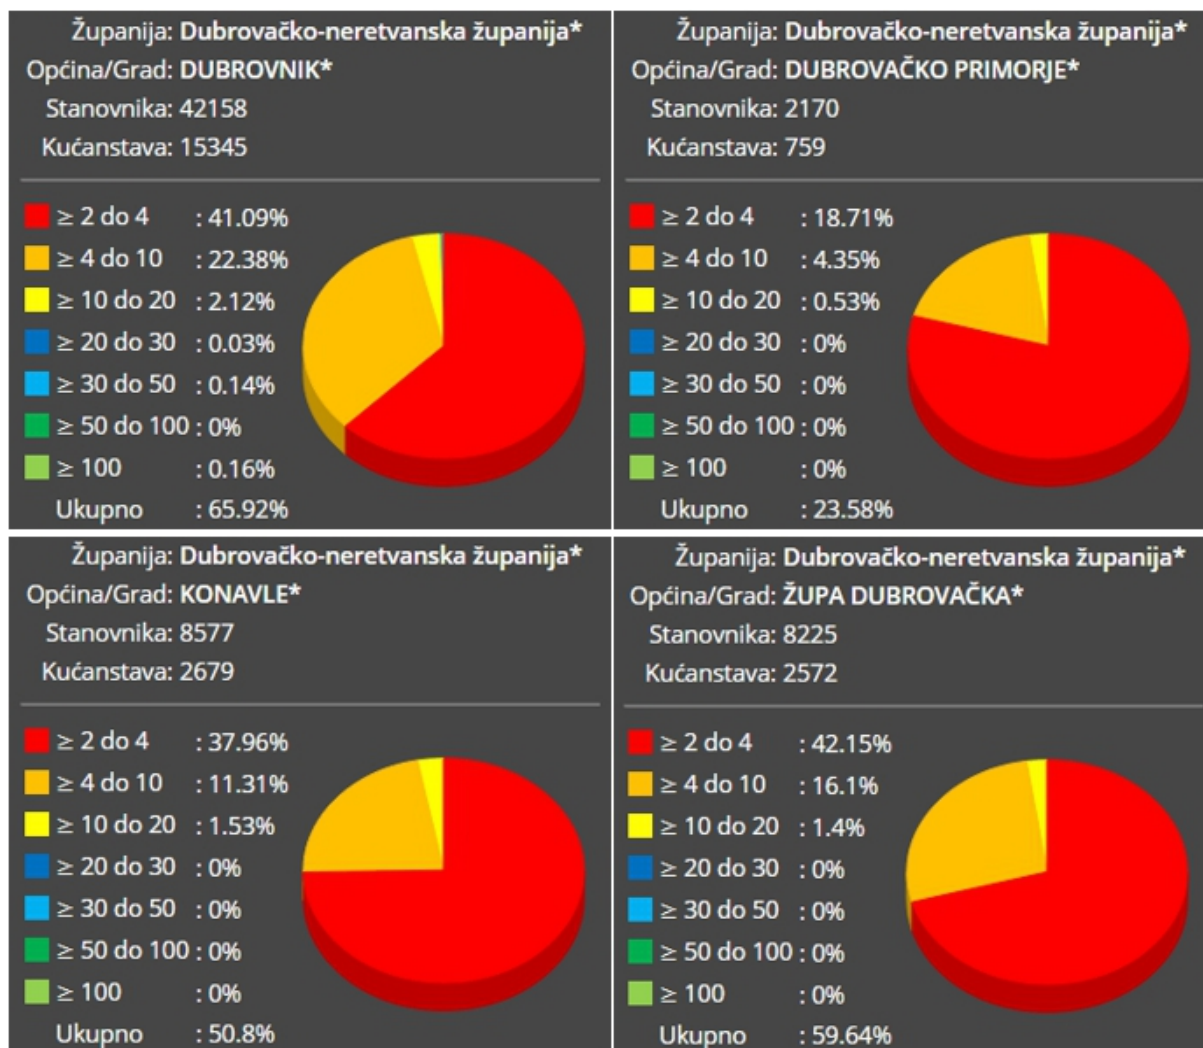 Županija: Dubrovačko-neretvanska županija*
Općina/Grad: DUBROVNIK*
Stanovnika: 42158
Kućanstava: 15345
≥ 2 do 4 : 41.09%
≥ 4 do 10 : 22.38%
≥ 10 do 20 : 2.12%
≥ 20 do 30 : 0.03%
≥ 30 do 50 : 0.14%
≥ 50 do 100 : 0%
≥ 100 : 0.16%
Ukupno : 65.92%
Županija: Dubrovačko-neretvanska županija*
Općina/Grad: DUBROVAČKO PRIMORJE*
Stanovnika: 2170
Kućanstava: 759
≥ 2 do 4 : 18.71%
≥ 4 do 10 : 4.35%
≥ 10 do 20 : 0.53%
≥ 20 do 30 : 0%
≥ 30 do 50 : 0%
≥ 50 do 100 : 0%
≥ 100 : 0%
Ukupno : 23.58%
Županija: Dubrovačko-neretvanska županija*
Općina/Grad: KONAVLE*
Stanovnika: 8577
Kućanstava: 2679
≥ 2 do 4 : 37.96%
≥ 4 do 10 : 11.31%
≥ 10 do 20 : 1.53%
≥ 20 do 30 : 0%
≥ 30 do 50 : 0%
≥ 50 do 100 : 0%
≥ 100 : 0%
Ukupno : 50.8%
Županija: Dubrovačko-neretvanska županija*
Općina/Grad: ŽUPA DUBROVAČKA*
Stanovnika: 8225
Kućanstava: 2572
≥ 2 do 4 : 42.15%
≥ 4 do 10 : 16.1%
≥ 10 do 20 : 1.4%
≥ 20 do 30 : 0%
≥ 30 do 50 : 0%
≥ 50 do 100 : 0%
≥ 100 : 0%
Ukupno : 59.64%